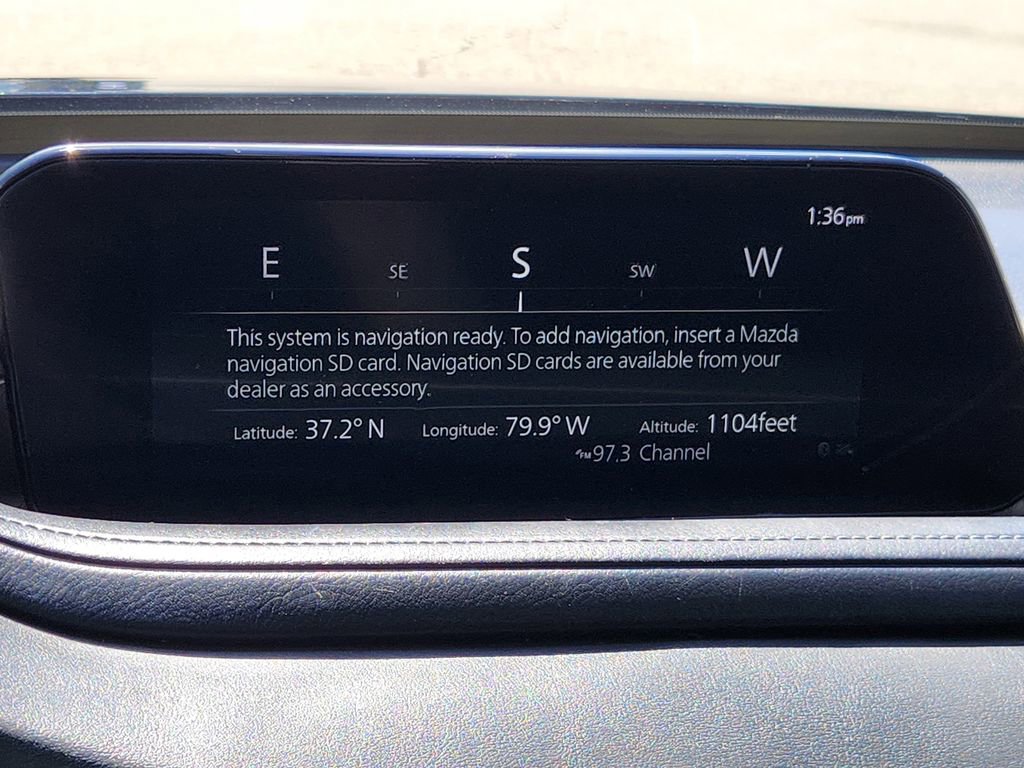 1:36pm
E SE S SW W
This system is navigation ready. To add navigation, insert a Mazda
navigation SD card. Navigation SD cards are available from your
dealer as an accessory.
Latitude: 37.2° N Longitude: 79.9° W Altitude: 1104feet
FM 97.3 Channel